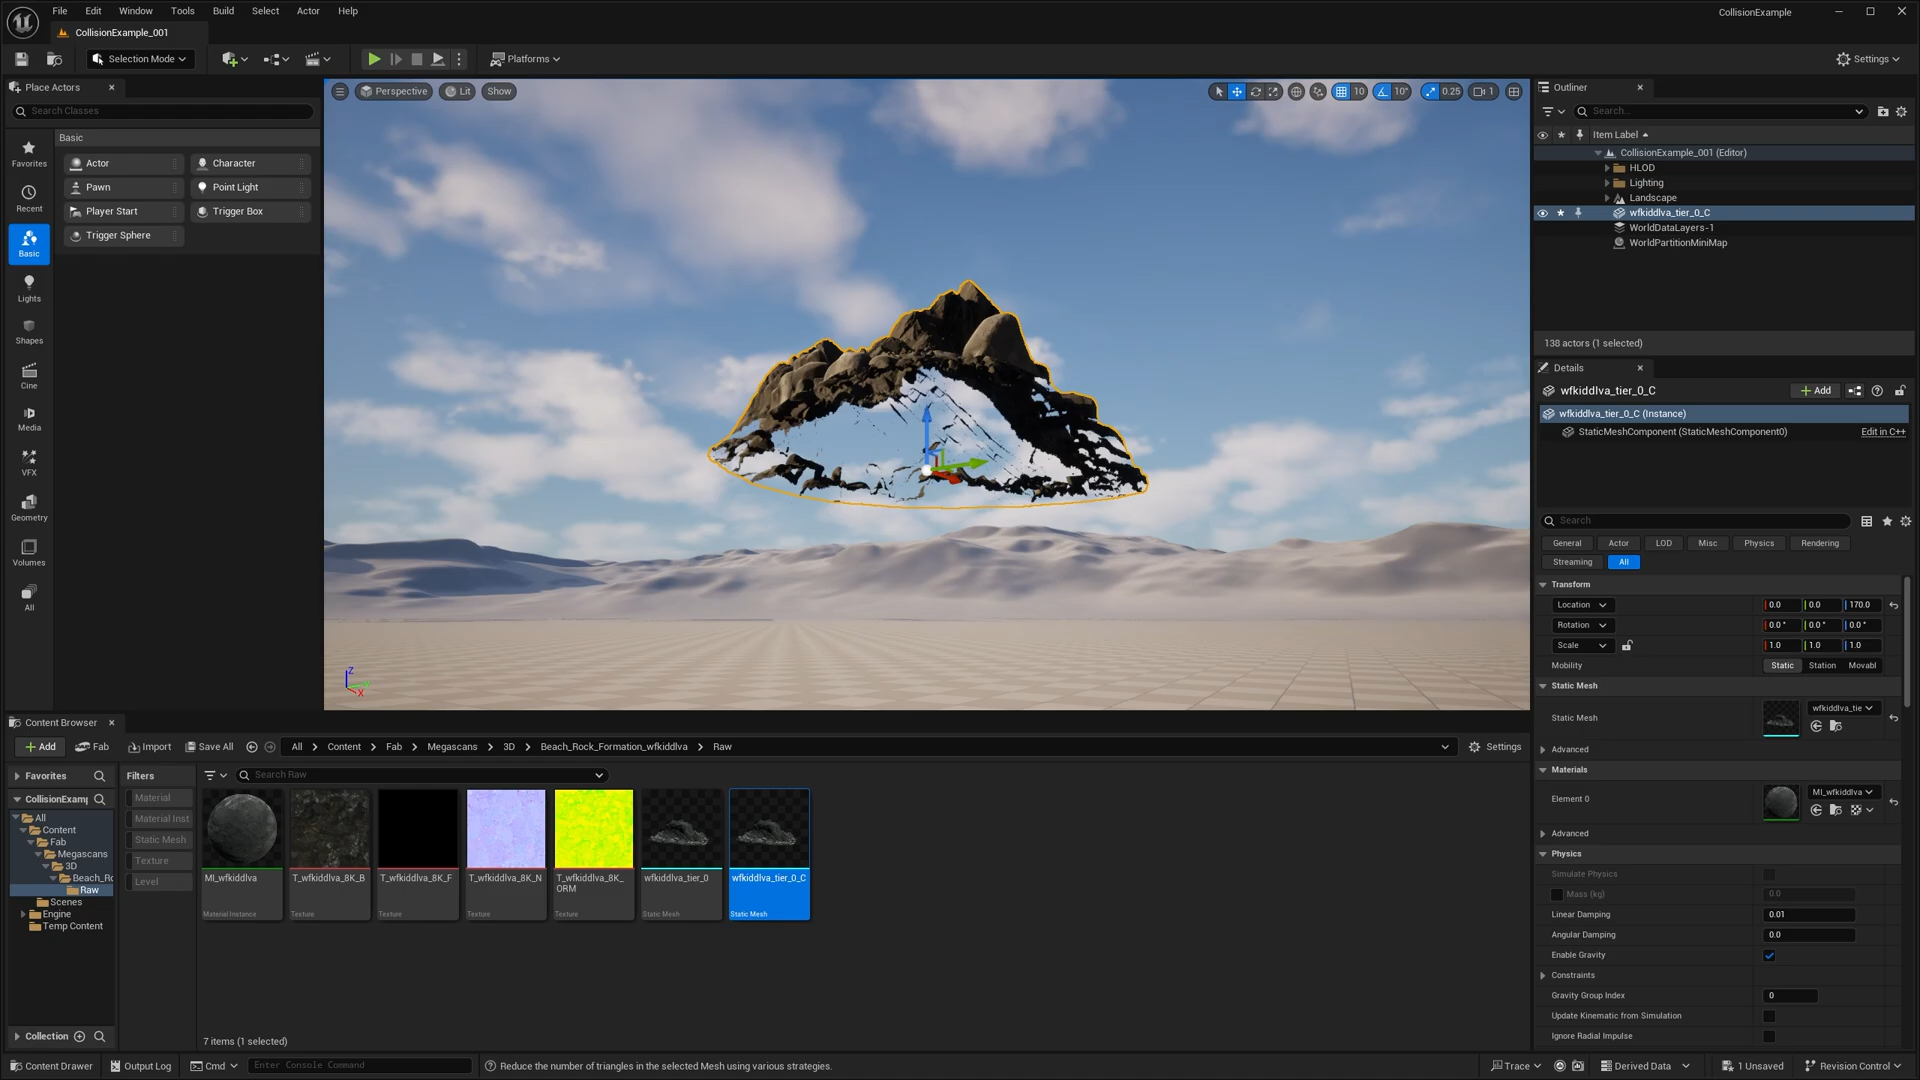 File Edit Window Tools Build Select Actor Help
CollisionExample
CollisionExample_001
Selection Mode
Platforms
Settings
Place Actors
Search Classes
Basic
Favorites
Recent
Basic
Lights
Shapes
Cine
Media
VFX
Geometry
Volumes
All
Actor
Character
Pawn
Point Light
Player Start
Trigger Box
Trigger Sphere
Perspective
Lit
Show
10
10°
0.25
1
Z
X
Outliner
Search...
Item Label
CollisionExample_001 (Editor)
HLOD
Lighting
Landscape
wfkiddlva_tier_0_C
WorldDataLayers-1
WorldPartitionMiniMap
138 actors (1 selected)
Details
wfkiddlva_tier_0_C
Add
wfkiddlva_tier_0_C (Instance)
StaticMeshComponent (StaticMeshComponent0)
Edit in C++
Search
General
Actor
LOD
Misc
Physics
Rendering
Streaming
All
Transform
Location
0.0
0.0
170.0
Rotation
0.0 °
0.0 °
0.0 °
Scale
1.0
1.0
1.0
Mobility
Static
Station
Movabl
Static Mesh
Static Mesh
wfkiddlva_tie
Advanced
Materials
Element 0
MI_wfkiddlva
Advanced
Physics
Simulate Physics
Mass (kg)
0.0
Linear Damping
0.01
Angular Damping
0.0
Enable Gravity
Constraints
Gravity Group Index
0
Update Kinematic from Simulation
Ignore Radial Impulse
Content Browser
Add
Fab
Import
Save All
All > Content > Fab > Megascans > 3D > Beach_Rock_Formation_wfkiddlva > Raw
Settings
Favorites
CollisionExamp
All
Content
Fab
Megascans
3D
Beach_Ro
Raw
Scenes
Engine
Temp Content
Collection
Filters
Material
Material Inst
Static Mesh
Texture
Level
Search Raw
MI_wfkiddlva
Material Instance
T_wfkiddlva_8K_B
Texture
T_wfkiddlva_8K_F
Texture
T_wfkiddlva_8K_N
Texture
T_wfkiddlva_8K_
ORM
Texture
wfkiddlva_tier_0
Static Mesh
wfkiddlva_tier_0_C
Static Mesh
7 items (1 selected)
Content Drawer
Output Log
Cmd
Enter Console Command
Reduce the number of triangles in the selected Mesh using various strategies.
Trace
Derived Data
1 Unsaved
Revision Control